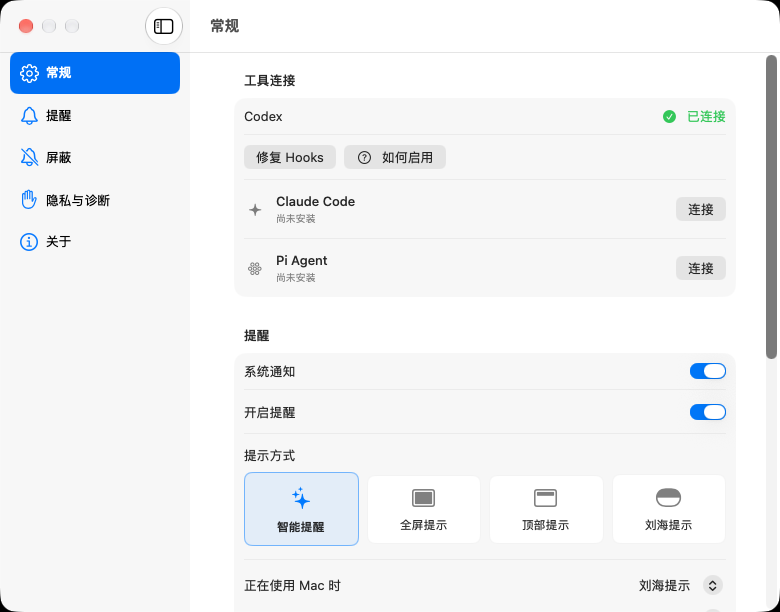 常规
常规
提醒
屏蔽
隐私与诊断
关于
工具连接
Codex
已连接
修复 Hooks
如何启用
Claude Code
尚未安装
连接
Pi Agent
尚未安装
连接
提醒
系统通知
开启提醒
提示方式
智能提醒
全屏提示
顶部提示
刘海提示
正在使用 Mac 时
刘海提示